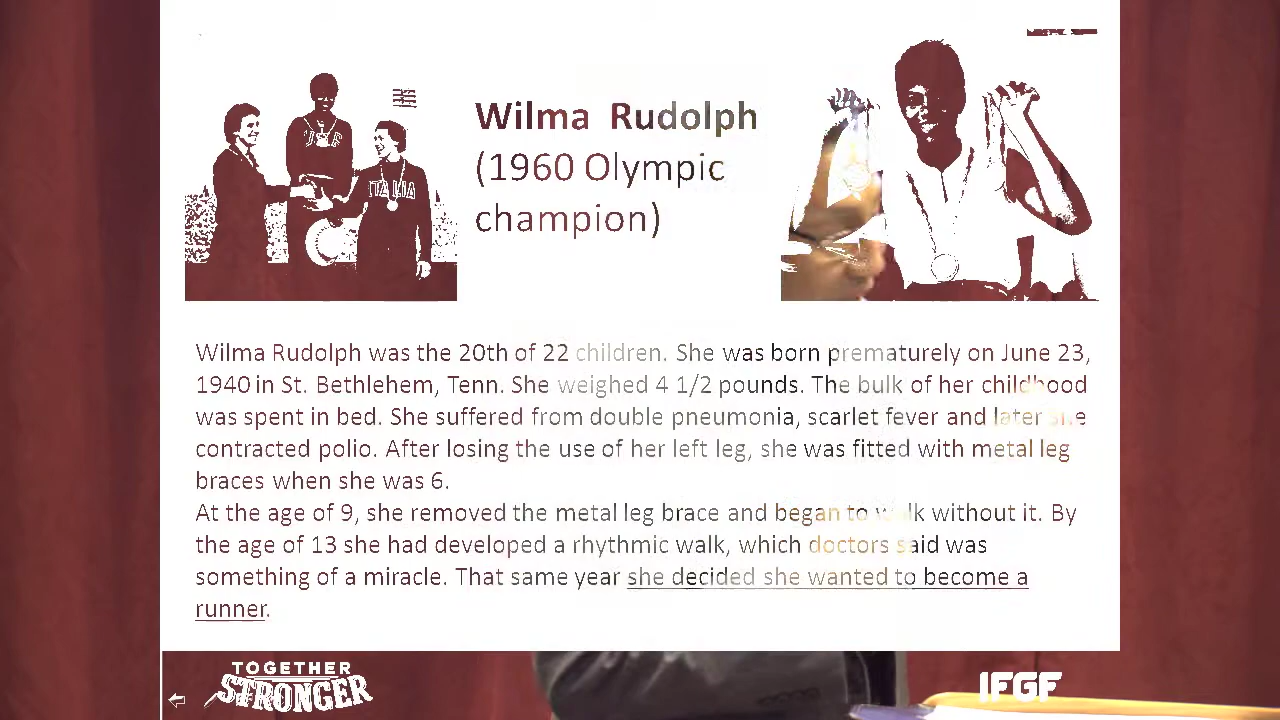 Wilma Rudolph
(1960 Olympic
champion)
ITALIA
Wilma Rudolph was the 20th of 22 children. She was born prematurely on June 23,
1940 in St. Bethlehem, Tenn. She weighed 4 1/2 pounds. The bulk of her childhood
was spent in bed. She suffered from double pneumonia, scarlet fever and later she
contracted polio. After losing the use of her left leg, she was fitted with metal leg
braces when she was 6.
At the age of 9, she removed the metal leg brace and began to walk without it. By
the age of 13 she had developed a rhythmic walk, which doctors said was
something of a miracle. That same year she decided she wanted to become a
runner.
TOGETHER
STRONGER
IFGF